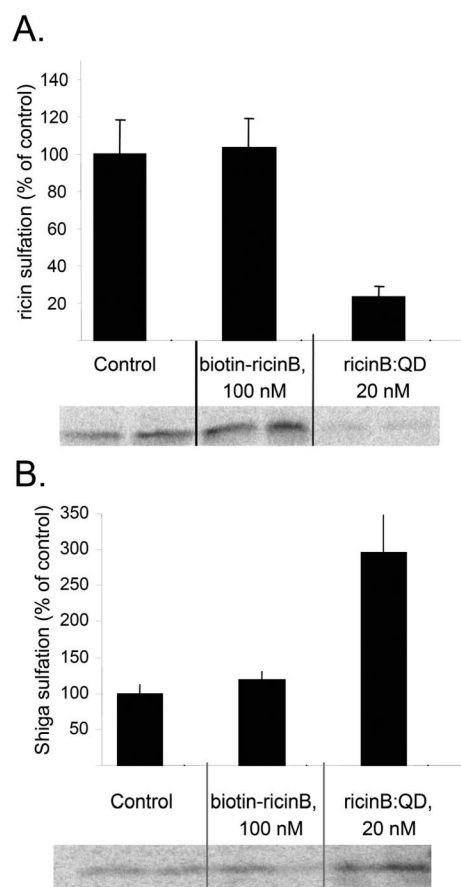 A.
ricin sulfation (% of control)
140
120
100
80
60
40
20
Control
biotin-ricinB,
100 nM
ricinB:QD
20 nM
B.
Shiga sulfation (% of control)
350
300
250
200
150
100
50
Control
biotin-ricinB,
100 nM
ricinB:QD,
20 nM